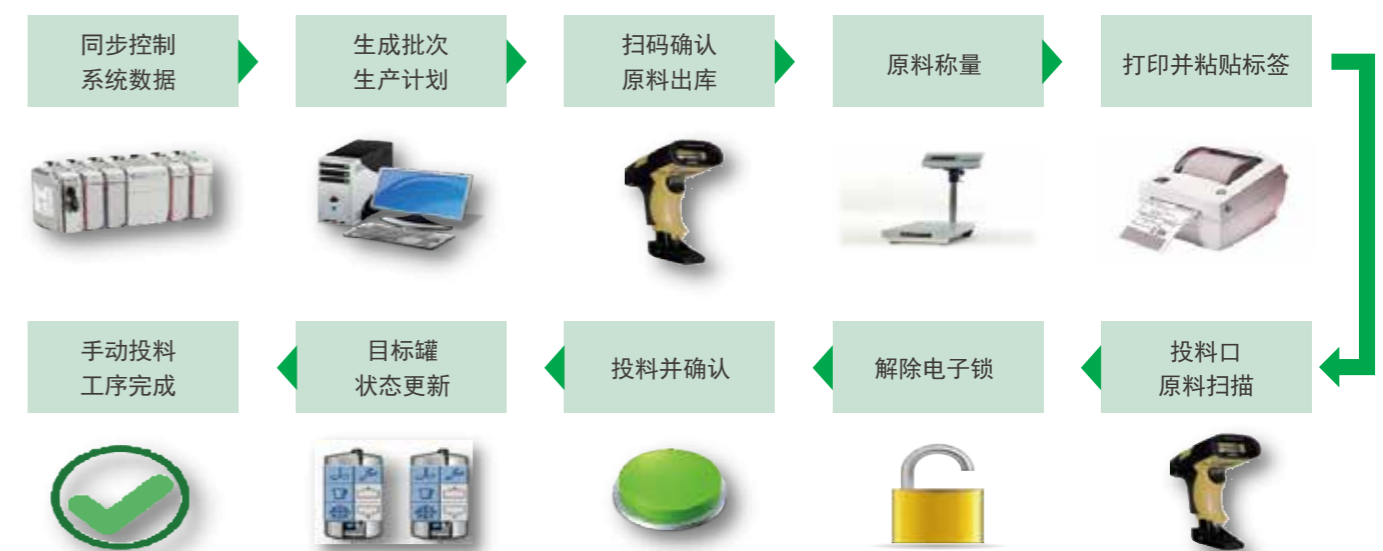 同步控制
系统数据
生成批次
生产计划
扫码确认
原料出库
原料称量
打印并粘贴标签
投料口
原料扫描
解除电子锁
投料并确认
目标罐
状态更新
手动投料
工序完成